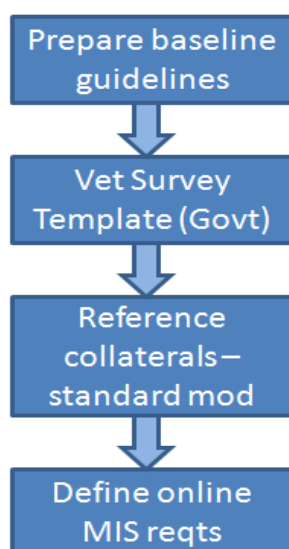 Prepare baseline
guidelines
Vet Survey
Template (Govt)
Reference
collaterals –
standard mod
Define online
MIS reqts